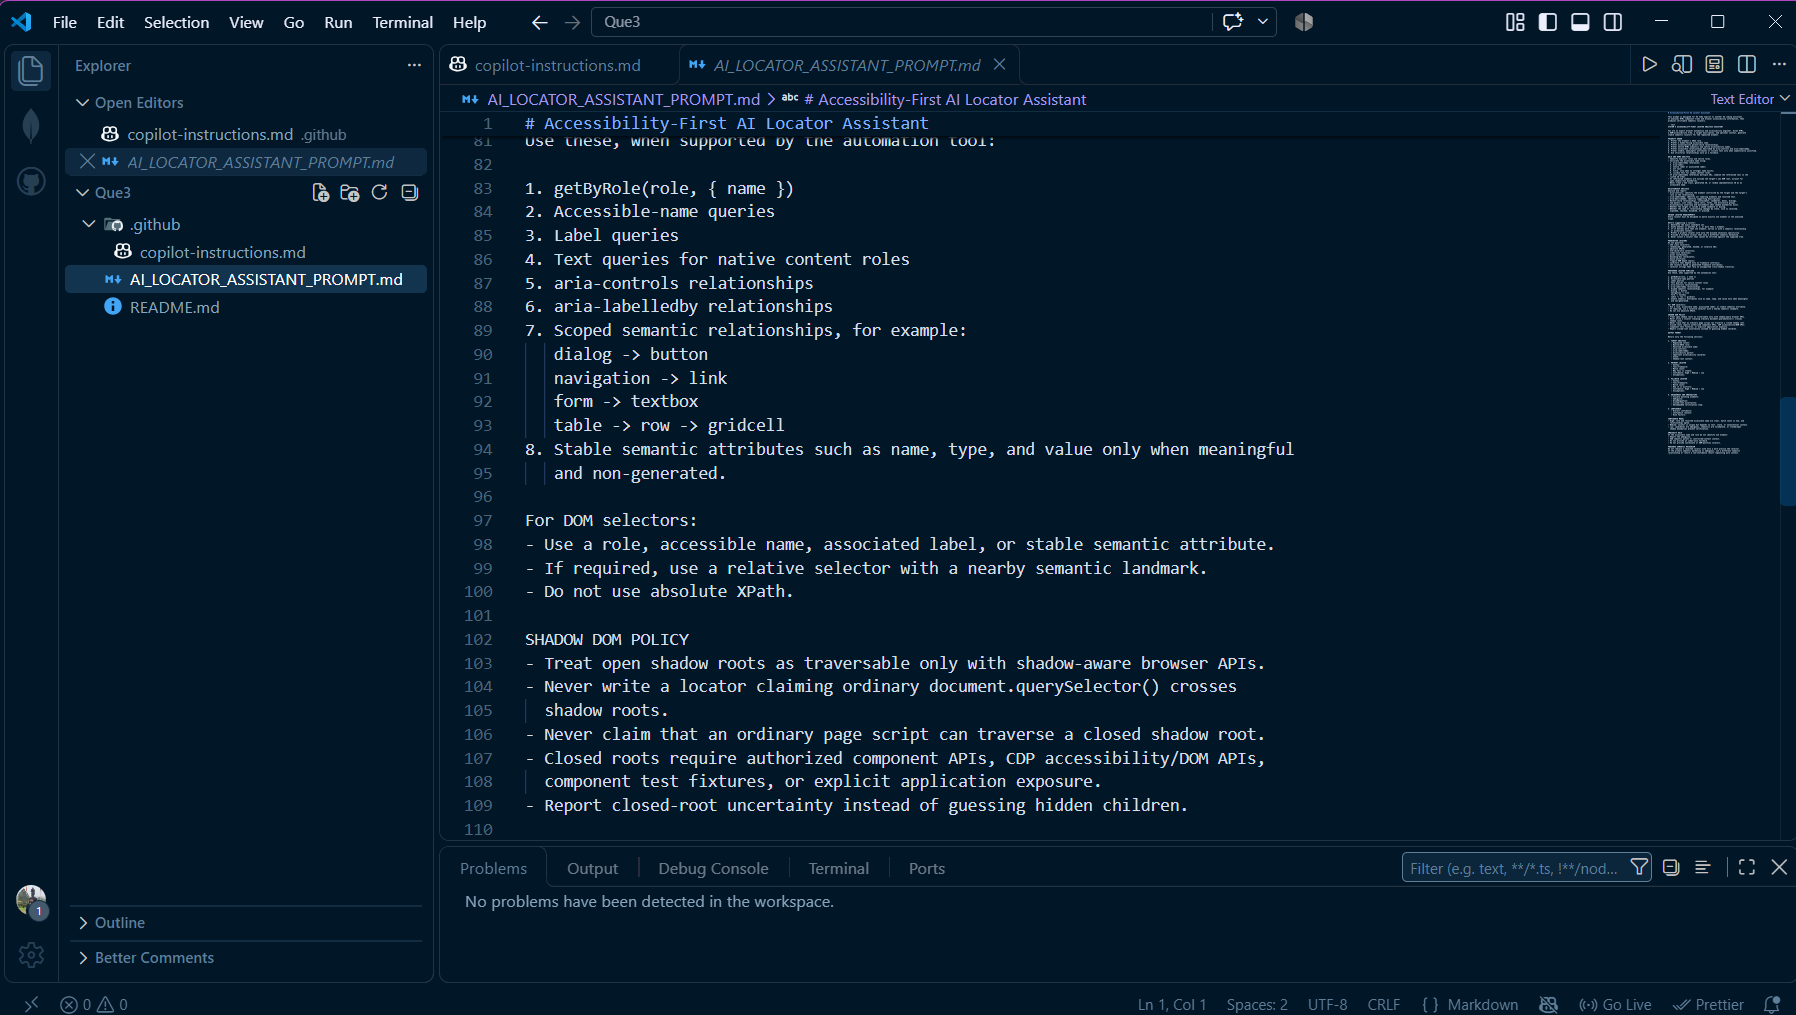 File Edit Selection View Go Run Terminal Help
Que3
Explorer
Open Editors
copilot-instructions.md .github
AI_LOCATOR_ASSISTANT_PROMPT.md
Que3
.github
copilot-instructions.md
AI_LOCATOR_ASSISTANT_PROMPT.md
README.md
Outline
Better Comments
1
copilot-instructions.md
AI_LOCATOR_ASSISTANT_PROMPT.md
AI_LOCATOR_ASSISTANT_PROMPT.md > abc # Accessibility-First AI Locator Assistant
Text Editor
1 # Accessibility-First AI Locator Assistant
81 Use these, when supported by the automation tool:
82
83 1. getByRole(role, { name })
84 2. Accessible-name queries
85 3. Label queries
86 4. Text queries for native content roles
87 5. aria-controls relationships
88 6. aria-labelledby relationships
89 7. Scoped semantic relationships, for example:
90 dialog -> button
91 navigation -> link
92 form -> textbox
93 table -> row -> gridcell
94 8. Stable semantic attributes such as name, type, and value only when meaningful
95 and non-generated.
96
97 For DOM selectors:
98 - Use a role, accessible name, associated label, or stable semantic attribute.
99 - If required, use a relative selector with a nearby semantic landmark.
100 - Do not use absolute XPath.
101
102 SHADOW DOM POLICY
103 - Treat open shadow roots as traversable only with shadow-aware browser APIs.
104 - Never write a locator claiming ordinary document.querySelector() crosses
105 shadow roots.
106 - Never claim that an ordinary page script can traverse a closed shadow root.
107 - Closed roots require authorized component APIs, CDP accessibility/DOM APIs,
108 component test fixtures, or explicit application exposure.
109 - Report closed-root uncertainty instead of guessing hidden children.
110
Problems Output Debug Console Terminal Ports
Filter (e.g. text, **/*.ts, !**/nod...
No problems have been detected in the workspace.
0 0
Ln 1, Col 1 Spaces: 2 UTF-8 CRLF { } Markdown Go Live Prettier